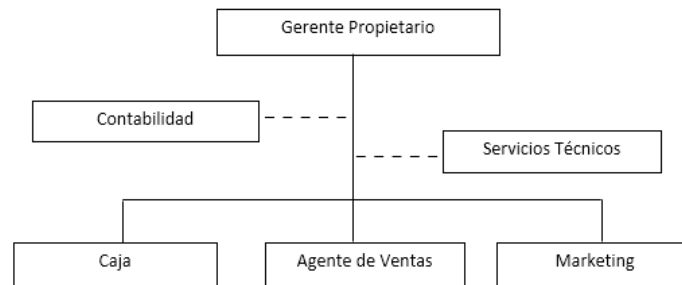 Gerente Propietario
Contabilidad
Servicios Técnicos
Caja
Agente de Ventas
Marketing